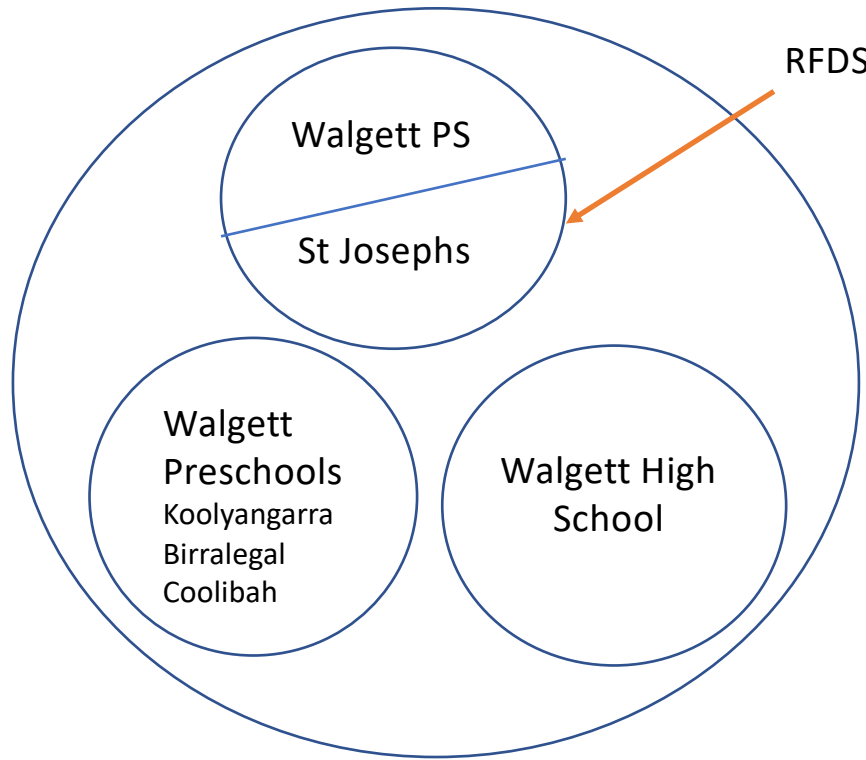 RFDS
Walgett PS
St Josephs
Walgett
Preschools
Koolyangarra
Birralegal
Coolibah
Walgett High
School